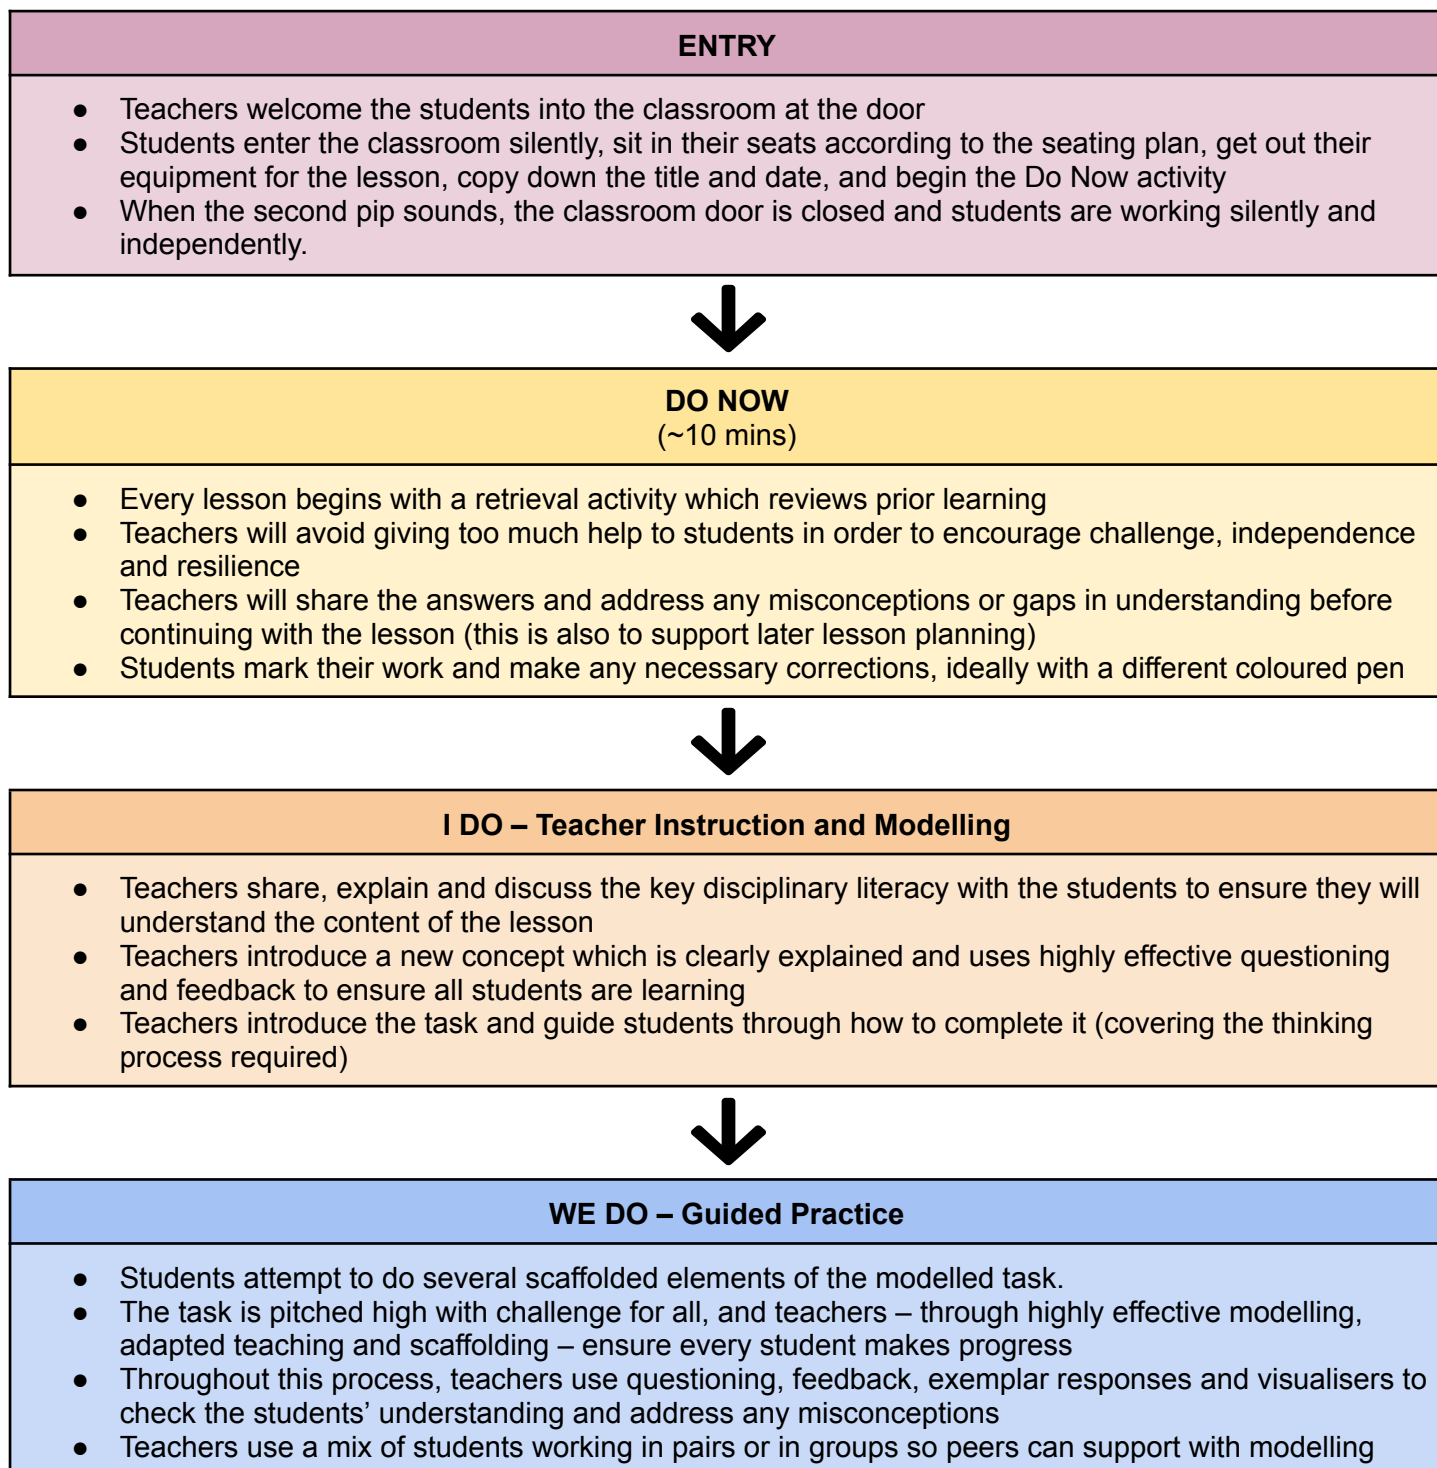 ENTRY
● Teachers welcome the students into the classroom at the door
● Students enter the classroom silently, sit in their seats according to the seating plan, get out their
equipment for the lesson, copy down the title and date, and begin the Do Now activity
● When the second pip sounds, the classroom door is closed and students are working silently and
independently.
DO NOW
(~10 mins)
● Every lesson begins with a retrieval activity which reviews prior learning
● Teachers will avoid giving too much help to students in order to encourage challenge, independence
and resilience
● Teachers will share the answers and address any misconceptions or gaps in understanding before
continuing with the lesson (this is also to support later lesson planning)
● Students mark their work and make any necessary corrections, ideally with a different coloured pen
I DO – Teacher Instruction and Modelling
● Teachers share, explain and discuss the key disciplinary literacy with the students to ensure they will
understand the content of the lesson
● Teachers introduce a new concept which is clearly explained and uses highly effective questioning
and feedback to ensure all students are learning
● Teachers introduce the task and guide students through how to complete it (covering the thinking
process required)
WE DO – Guided Practice
● Students attempt to do several scaffolded elements of the modelled task.
● The task is pitched high with challenge for all, and teachers – through highly effective modelling,
adapted teaching and scaffolding – ensure every student makes progress
● Throughout this process, teachers use questioning, feedback, exemplar responses and visualisers to
check the students’ understanding and address any misconceptions
● Teachers use a mix of students working in pairs or in groups so peers can support with modelling